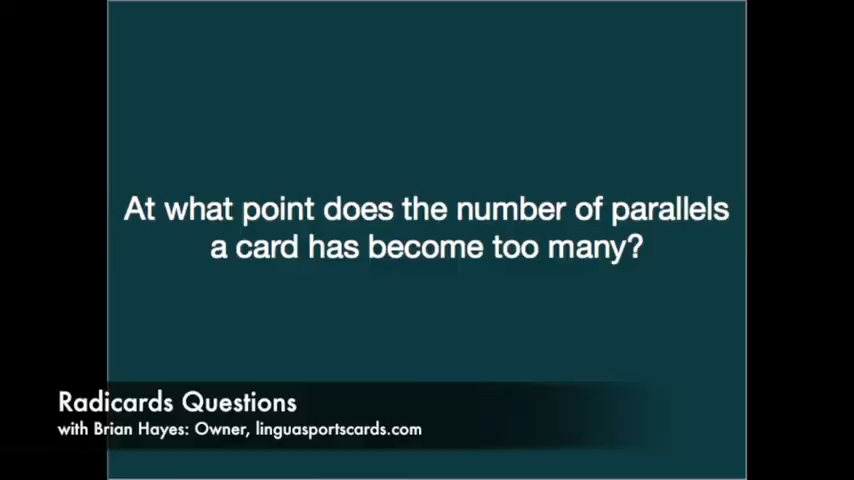 At what point does the number of parallels
a card has become too many?
Radicards Questions
with Brian Hayes: Owner, linguasportscards.com